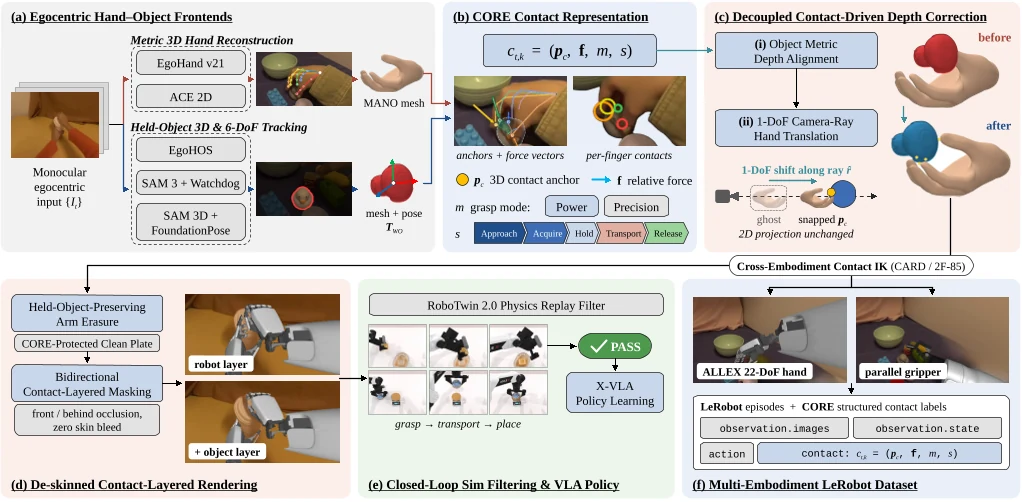 (a) Egocentric Hand–Object Frontends
Metric 3D Hand Reconstruction
EgoHand v21
ACE 2D
MANO mesh
Held-Object 3D & 6-DoF Tracking
EgoHOS
SAM 3 + Watchdog
SAM 3D +
FoundationPose
mesh + pose
T_WO
Monocular
egocentric
input {I_t}
(b) CORE Contact Representation
c_t,k = (p_c, f, m, s)
anchors + force vectors
per-finger contacts
p_c 3D contact anchor
f relative force
m grasp mode:
Power
Precision
s
Approach
Acquire
Hold
Transport
Release
(c) Decoupled Contact-Driven Depth Correction
(i) Object Metric
Depth Alignment
(ii) 1-DoF Camera-Ray
Hand Translation
before
after
1-DoF shift along ray r̂
ghost
snapped p_c
2D projection unchanged
Cross-Embodiment Contact IK (CARD / 2F-85)
Held-Object-Preserving
Arm Erasure
CORE-Protected Clean Plate
Bidirectional
Contact-Layered Masking
front / behind occlusion,
zero skin bleed
robot layer
+ object layer
(d) De-skinned Contact-Layered Rendering
RoboTwin 2.0 Physics Replay Filter
PASS
X-VLA
Policy Learning
grasp → transport → place
(e) Closed-Loop Sim Filtering & VLA Policy
ALLEX 22-DoF hand
parallel gripper
LeRobot episodes + CORE structured contact labels
observation.images
observation.state
action
contact: c_t,k = (p_c, f, m, s)
(f) Multi-Embodiment LeRobot Dataset